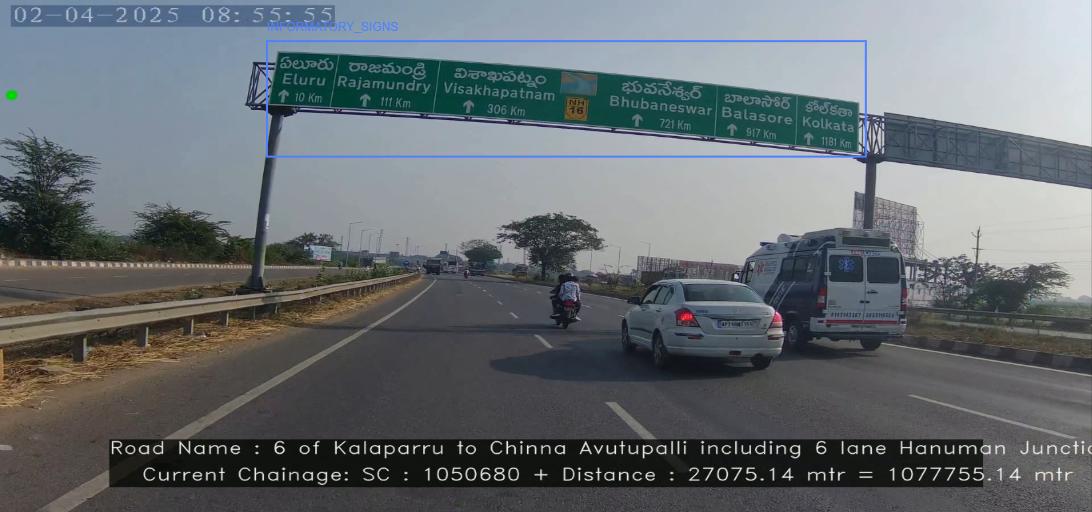 02-04-2025 08:55:55
INFORMATORY_SIGNS
ఏలూరు
Eluru
10 Km
రాజమండ్రి
Rajamundry
111 Km
విశాఖపట్నం
Visakhapatnam
306 Km
NH
16
భువనేశ్వర్
Bhubaneswar
721 Km
బాలాసోర్
Balasore
917 Km
కోల్‌కతా
Kolkata
1181 Km
Road Name : 6 of Kalaparru to Chinna Avutupalli including 6 lane Hanuman Junctio
Current Chainage: SC : 1050680 + Distance : 27075.14 mtr = 1077755.14 mtr